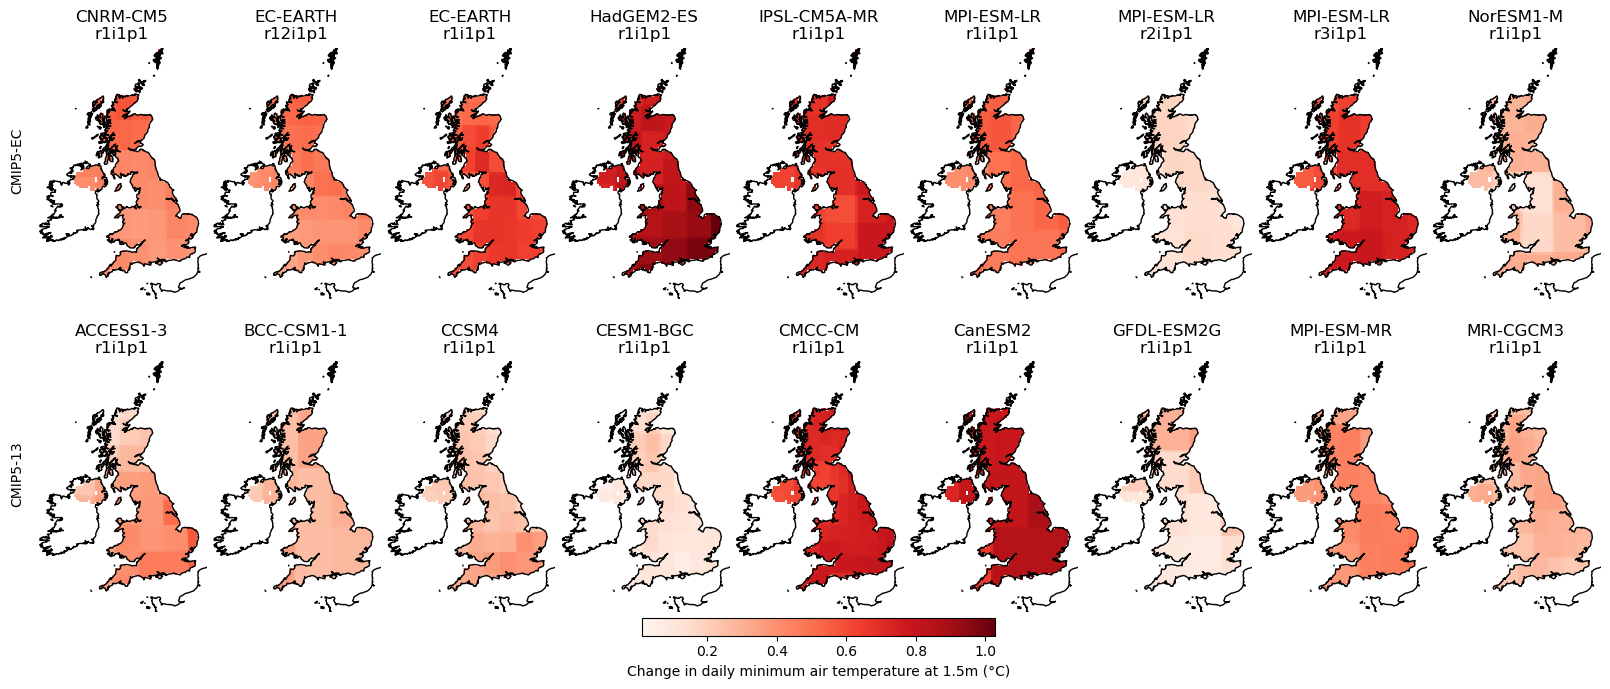 CNRM-CM5 EC-EARTH EC-EARTH HadGEM2-ES IPSL-CM5A-MR MPI-ESM-LR MPI-ESM-LR MPI-ESM-LR NorESM1-M
r1i1p1 r12i1p1 r1i1p1 r1i1p1 r1i1p1 r1i1p1 r2i1p1 r3i1p1 r1i1p1
CMIP5-EC
ACCESS1-3 BCC-CSM1-1 CCSM4 CESM1-BGC CMCC-CM CanESM2 GFDL-ESM2G MPI-ESM-MR MRI-CGCM3
r1i1p1 r1i1p1 r1i1p1 r1i1p1 r1i1p1 r1i1p1 r1i1p1 r1i1p1 r1i1p1
CMIP5-13
0.2 0.4 0.6 0.8 1.0
Change in daily minimum air temperature at 1.5m (°C)